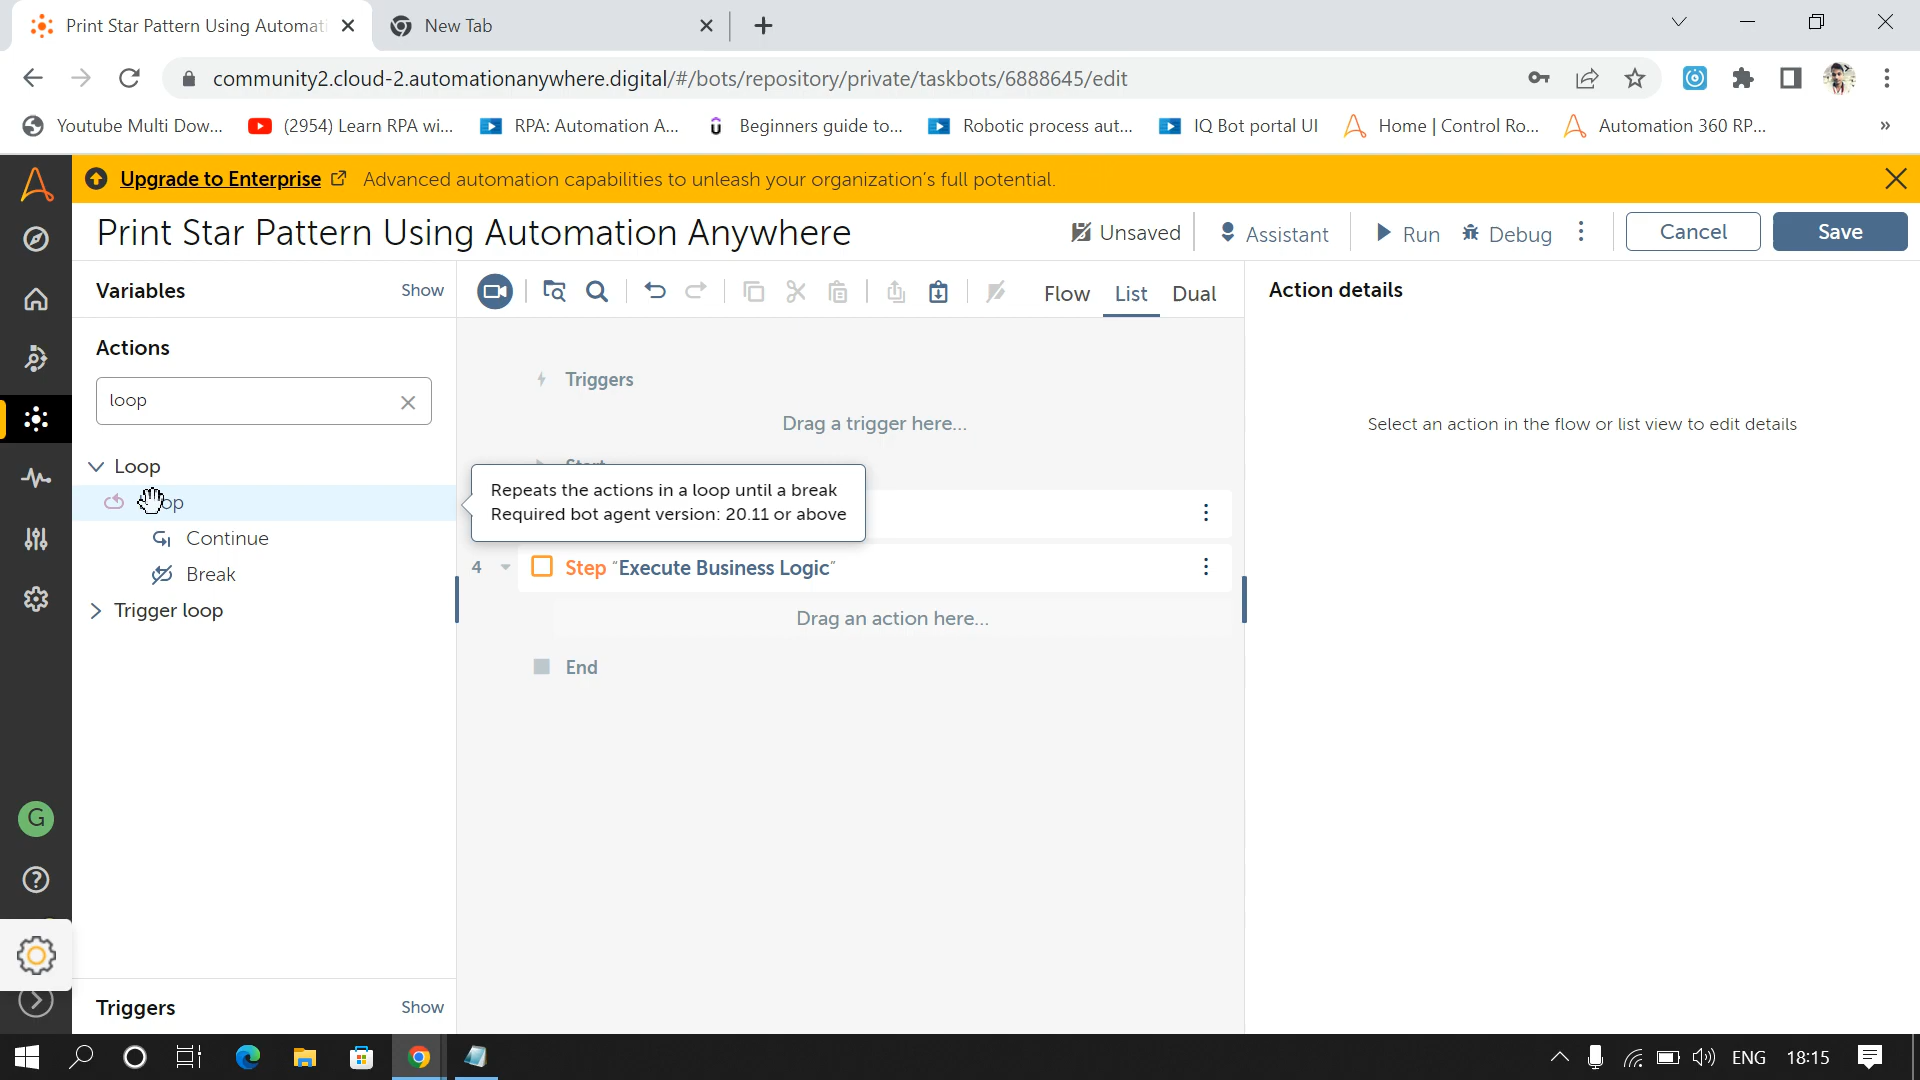 Print Star Pattern Using Automati
New Tab
community2.cloud-2.automationanywhere.digital/#/bots/repository/private/taskbots/6888645/edit
Youtube Multi Dow...
(2954) Learn RPA wi...
RPA: Automation A...
Beginners guide to...
Robotic process aut...
IQ Bot portal UI
Home | Control Ro...
Automation 360 RP...
»
Upgrade to Enterprise
Advanced automation capabilities to unleash your organization's full potential.
Print Star Pattern Using Automation Anywhere
Unsaved
Assistant
Run
Debug
Cancel
Save
Variables
Show
Flow
List
Dual
Action details
Actions
loop
Triggers
Drag a trigger here...
Select an action in the flow or list view to edit details
Loop
Repeats the actions in a loop until a break
Required bot agent version: 20.11 or above
Continue
Break
Trigger loop
4
Step “Execute Business Logic”
Drag an action here...
End
G
Triggers
Show
ENG
18:15